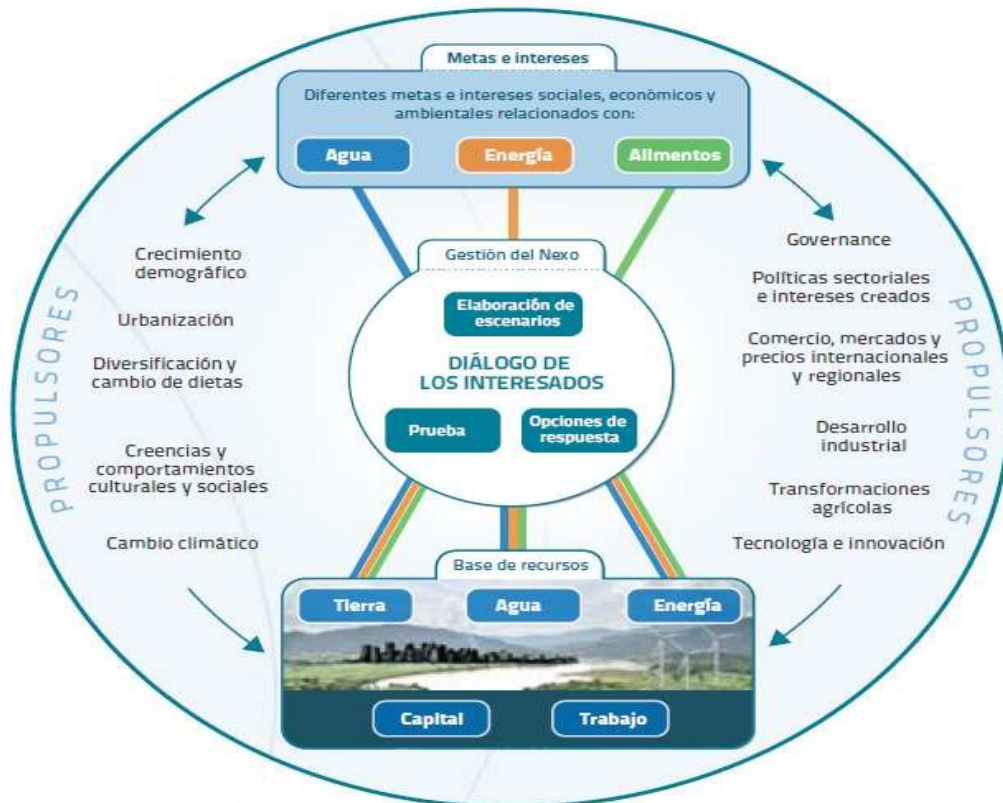 Metas e intereses
Diferentes metas e intereses sociales, económicos y
ambientales relacionados con:
Agua
Energía
Alimentos
PROPULSORES
Crecimiento
demográfico
Urbanización
Diversificación y
cambio de dietas
Creencias y
comportamientos
culturales y sociales
Cambio climático
Gestión del Nexo
Elaboración de
escenarios
DIÁLOGO DE
LOS INTERESADOS
Prueba
Opciones de
respuesta
Governance
Políticas sectoriales
e intereses creados
Comercio, mercados y
precios internacionales
y regionales
Desarrollo
industrial
Transformaciones
agrícolas
Tecnología e innovación
PROPULSORES
Base de recursos
Tierra
Agua
Energía
Capital
Trabajo